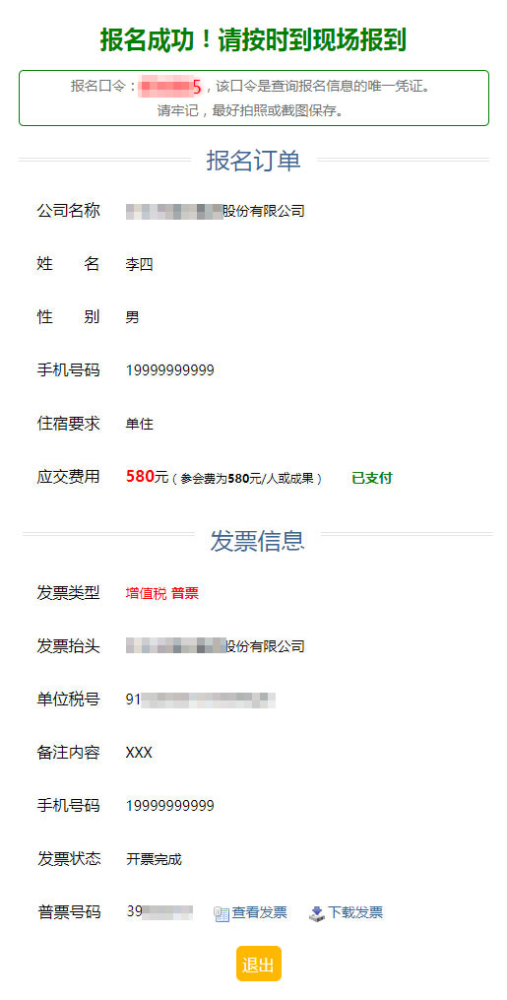 报名成功！请按时到现场报到
报名口令：5，该口令是查询报名信息的唯一凭证。
请牢记，最好拍照或截图保存。
报名订单
公司名称 股份有限公司
姓 名 李四
性 别 男
手机号码 19999999999
住宿要求 单住
应交费用 580元（参会费为580元/人或成果） 已支付
发票信息
发票类型 增值税 普票
发票抬头 股份有限公司
单位税号 91
备注内容 XXX
手机号码 19999999999
发票状态 开票完成
普票号码 39 查看发票 下载发票
退出